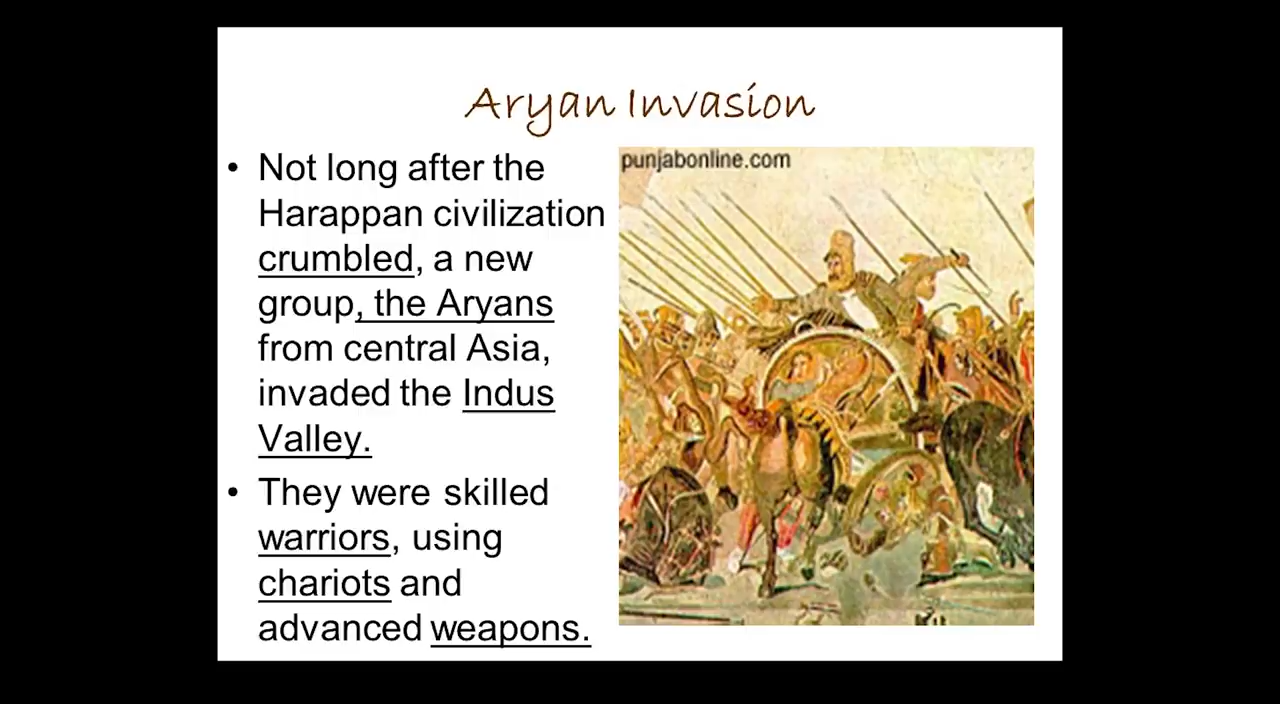 Aryan Invasion
• Not long after the
Harappan civilization
crumbled, a new
group, the Aryans
from central Asia,
invaded the Indus
Valley.
• They were skilled
warriors, using
chariots and
advanced weapons.
punjabonline.com